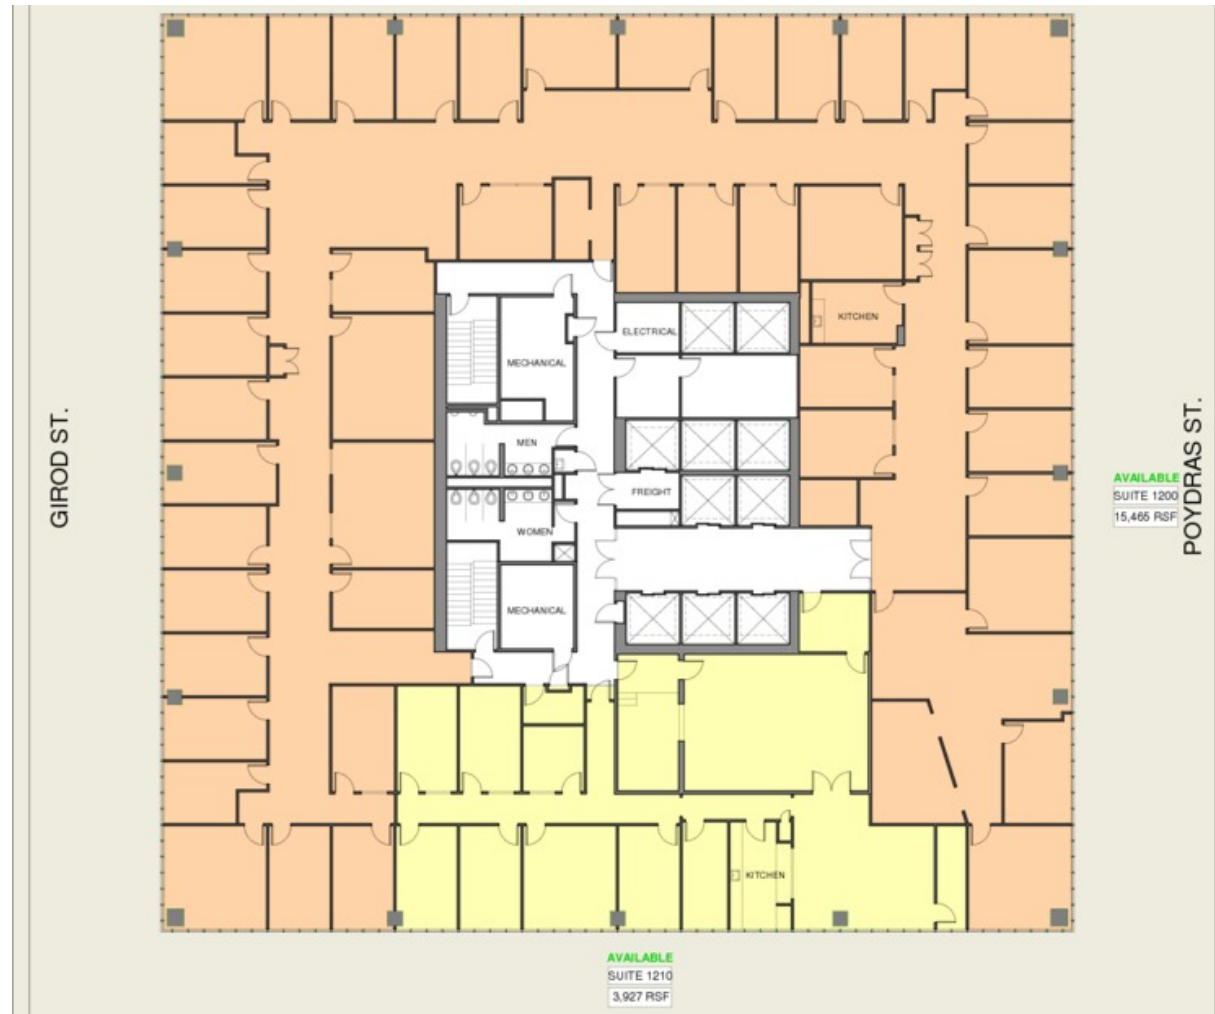 ELECTRICAL
KITCHEN
MECHANICAL
GIROD ST.
POYDRAS ST.
MEN
AVAILABLE
SUITE 1200
15,465 RSF
FREIGHT
WOMEN
MECHANICAL
KITCHEN
AVAILABLE
SUITE 1210
3,927 RSF